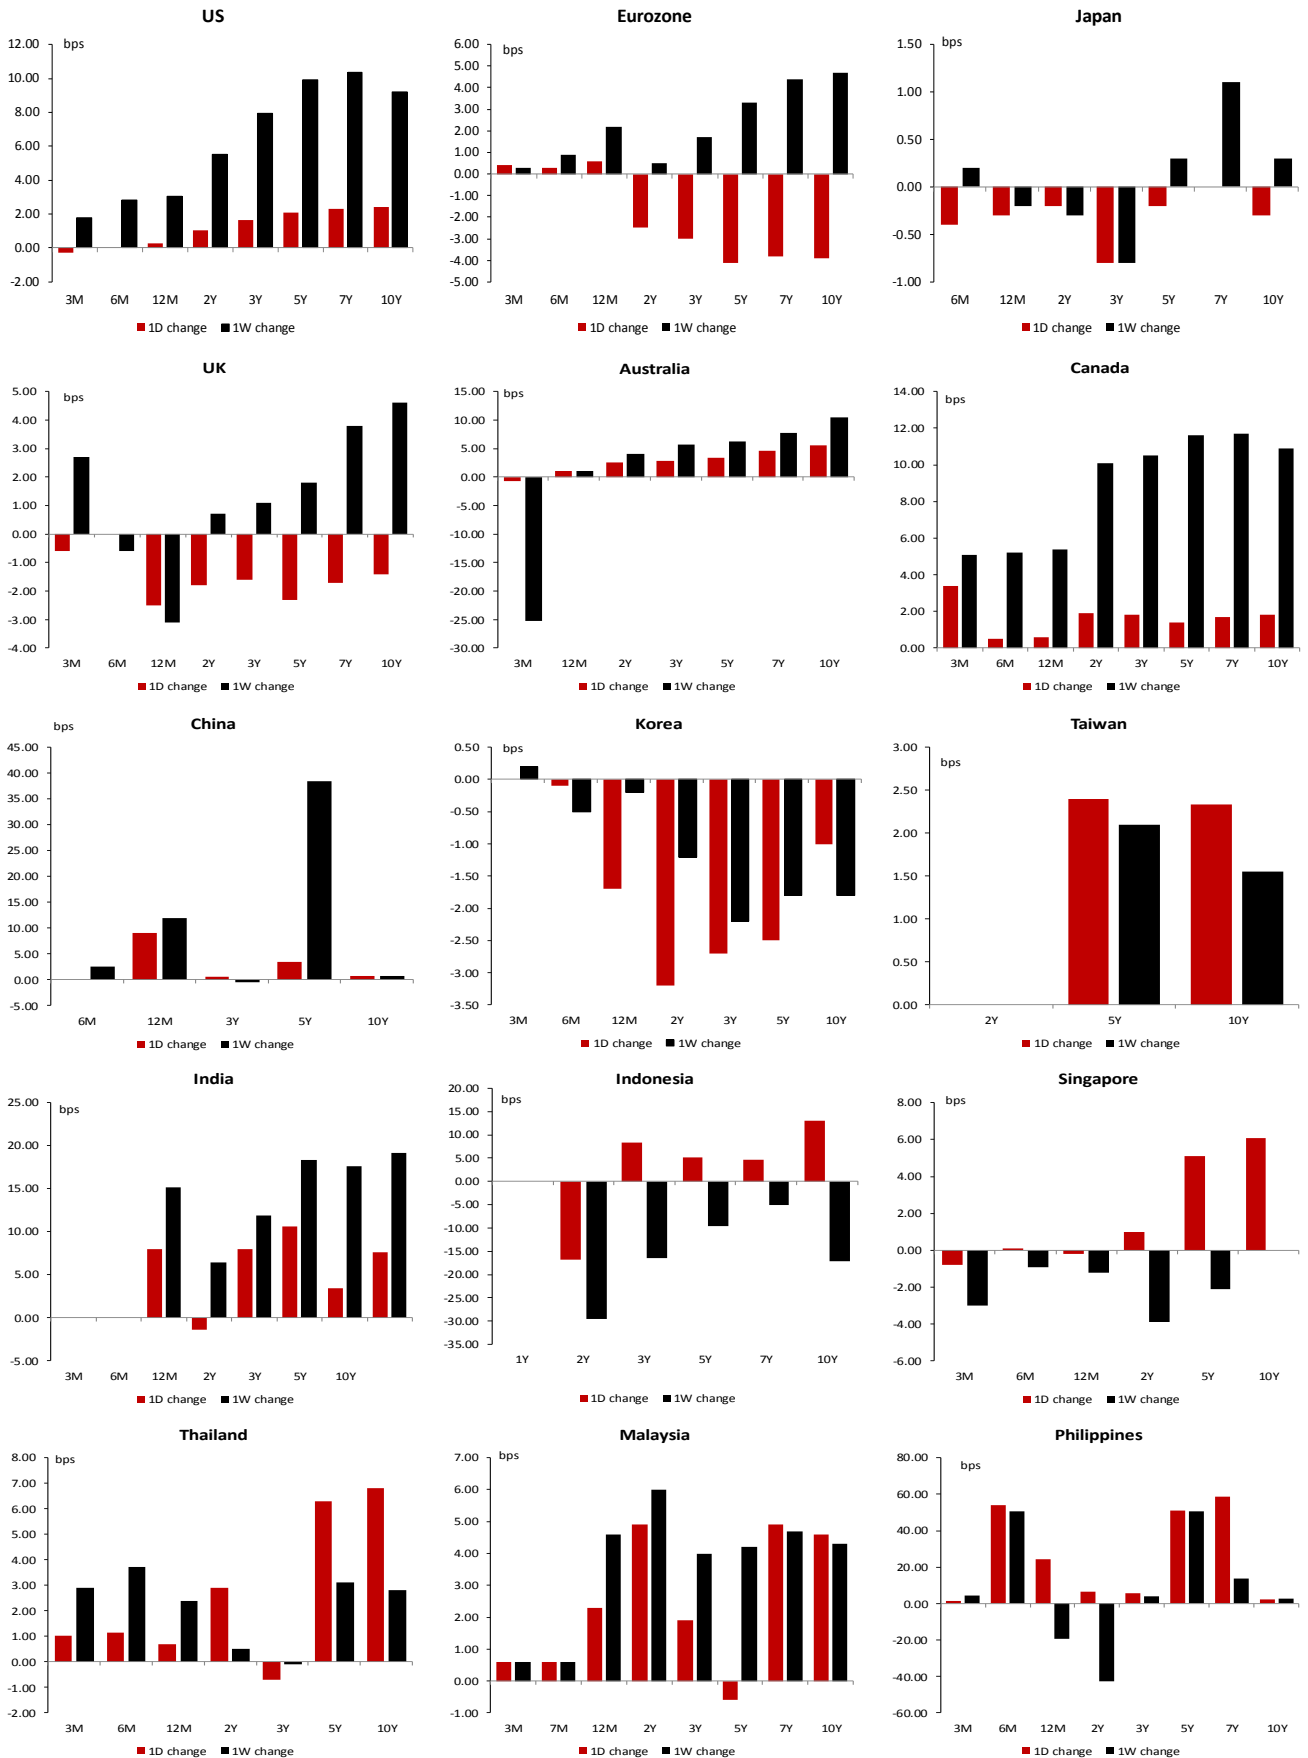 US
bps
12.00
10.00
8.00
6.00
4.00
2.00
0.00
-2.00
3M 6M 12M 2Y 3Y 5Y 7Y 10Y
1D change 1W change
Eurozone
bps
6.00
5.00
4.00
3.00
2.00
1.00
0.00
-1.00
-2.00
-3.00
-4.00
-5.00
3M 6M 12M 2Y 3Y 5Y 7Y 10Y
1D change 1W change
Japan
bps
1.50
1.00
0.50
0.00
-0.50
-1.00
6M 12M 2Y 3Y 5Y 7Y 10Y
1D change 1W change
UK
bps
5.00
4.00
3.00
2.00
1.00
0.00
-1.00
-2.00
-3.00
-4.00
3M 6M 12M 2Y 3Y 5Y 7Y 10Y
1D change 1W change
Australia
bps
15.00
10.00
5.00
0.00
-5.00
-10.00
-15.00
-20.00
-25.00
-30.00
3M 12M 2Y 3Y 5Y 7Y 10Y
1D change 1W change
Canada
bps
14.00
12.00
10.00
8.00
6.00
4.00
2.00
0.00
3M 6M 12M 2Y 3Y 5Y 7Y 10Y
1D change 1W change
China
bps
45.00
40.00
35.00
30.00
25.00
20.00
15.00
10.00
5.00
0.00
-5.00
6M 12M 3Y 5Y 10Y
1D change 1W change
Korea
bps
0.50
0.00
-0.50
-1.00
-1.50
-2.00
-2.50
-3.00
-3.50
3M 6M 12M 2Y 3Y 5Y 10Y
1D change 1W change
Taiwan
bps
3.00
2.50
2.00
1.50
1.00
0.50
0.00
2Y 5Y 10Y
1D change 1W change
India
bps
25.00
20.00
15.00
10.00
5.00
0.00
-5.00
3M 6M 12M 2Y 3Y 5Y 10Y
1D change 1W change
Indonesia
bps
20.00
15.00
10.00
5.00
0.00
-5.00
-10.00
-15.00
-20.00
-25.00
-30.00
-35.00
1Y 2Y 3Y 5Y 7Y 10Y
1D change 1W change
Singapore
bps
8.00
6.00
4.00
2.00
0.00
-2.00
-4.00
-6.00
3M 6M 12M 2Y 5Y 10Y
1D change 1W change
Thailand
bps
8.00
7.00
6.00
5.00
4.00
3.00
2.00
1.00
0.00
-1.00
-2.00
3M 6M 12M 2Y 3Y 5Y 10Y
1D change 1W change
Malaysia
bps
7.00
6.00
5.00
4.00
3.00
2.00
1.00
0.00
-1.00
3M 7M 12M 2Y 3Y 5Y 7Y 10Y
1D change 1W change
Philippines
bps
80.00
60.00
40.00
20.00
0.00
-20.00
-40.00
-60.00
3M 6M 12M 2Y 3Y 5Y 7Y 10Y
1D change 1W change